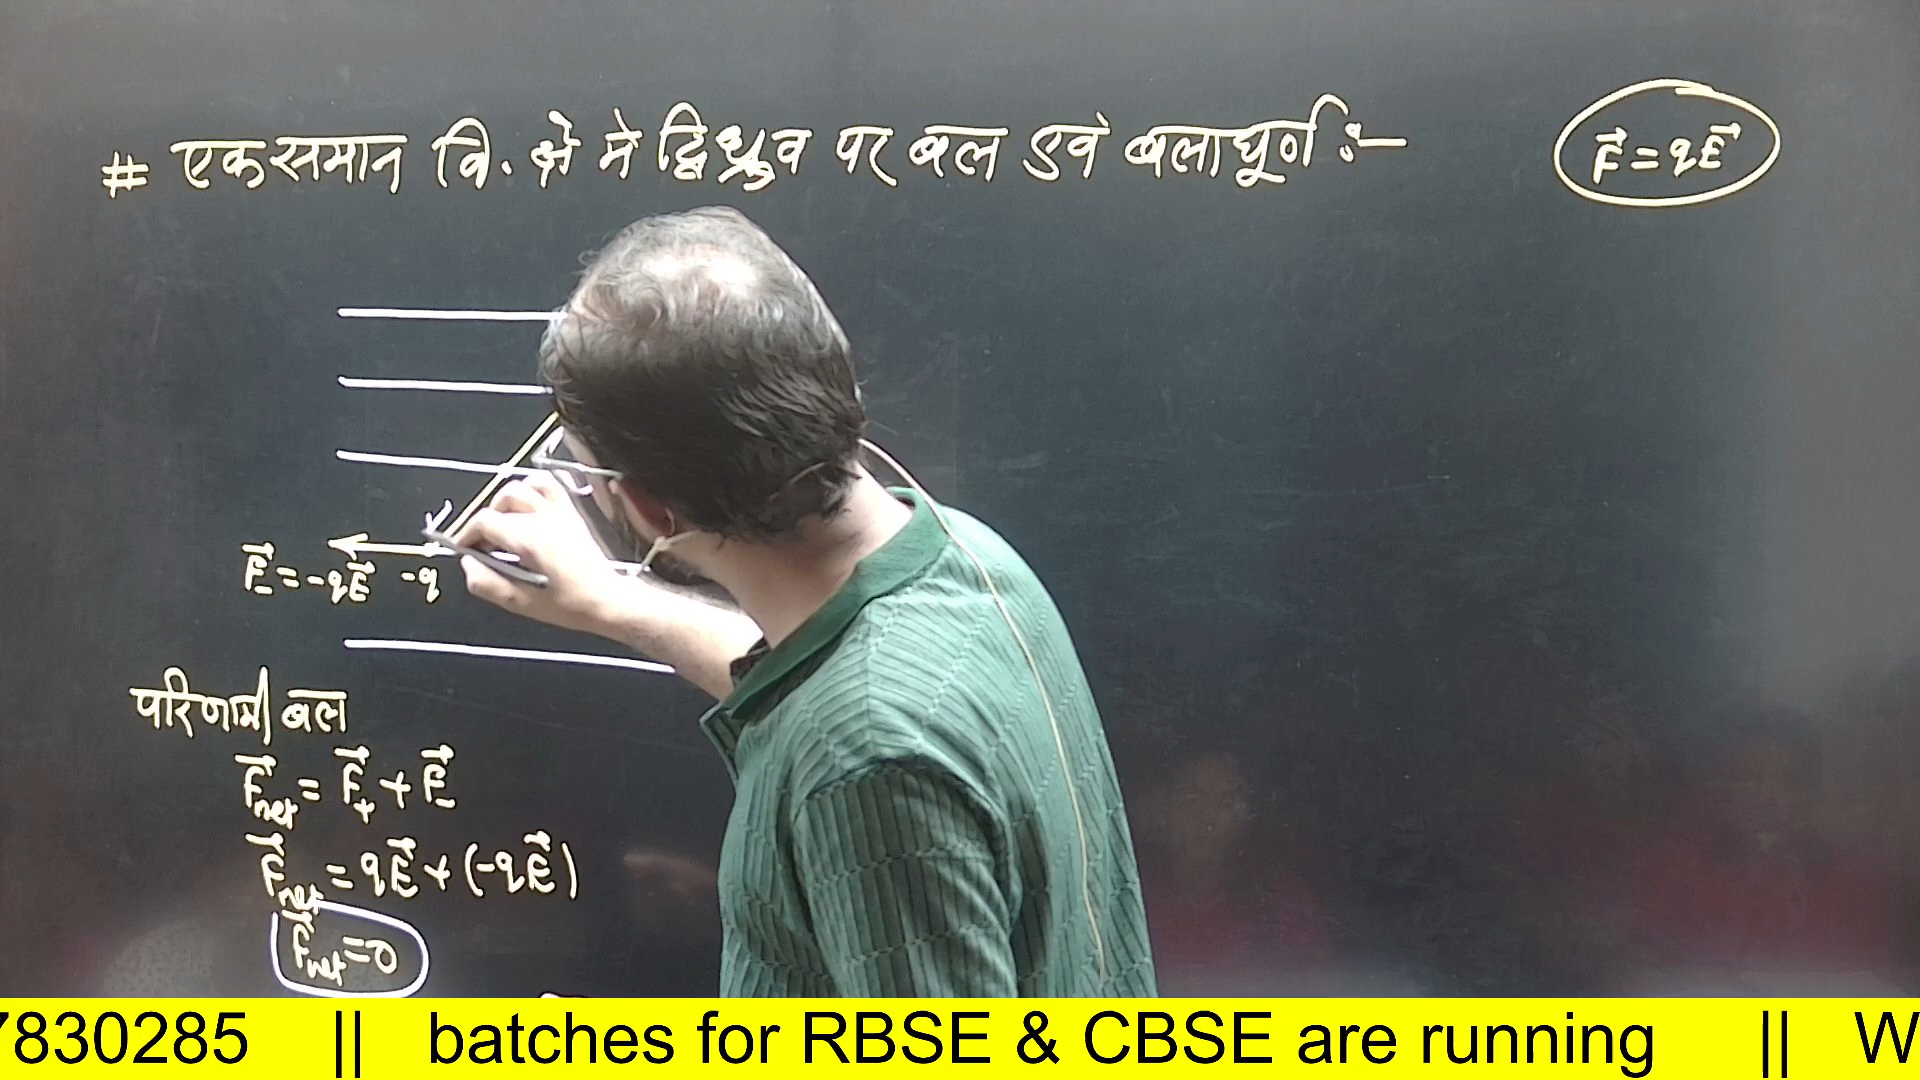 # एकसमान वि. क्षे मे द्विध्रुव पर बल एवं बलाघूर्ण :-
F⃗ = qE⃗
F⃗₋ = -qE⃗ -q
परिणामी बल
F⃗net = F⃗₊ + F⃗₋
F⃗net = qE⃗ + (-qE⃗)
F⃗net = 0
7830285 || batches for RBSE & CBSE are running || W